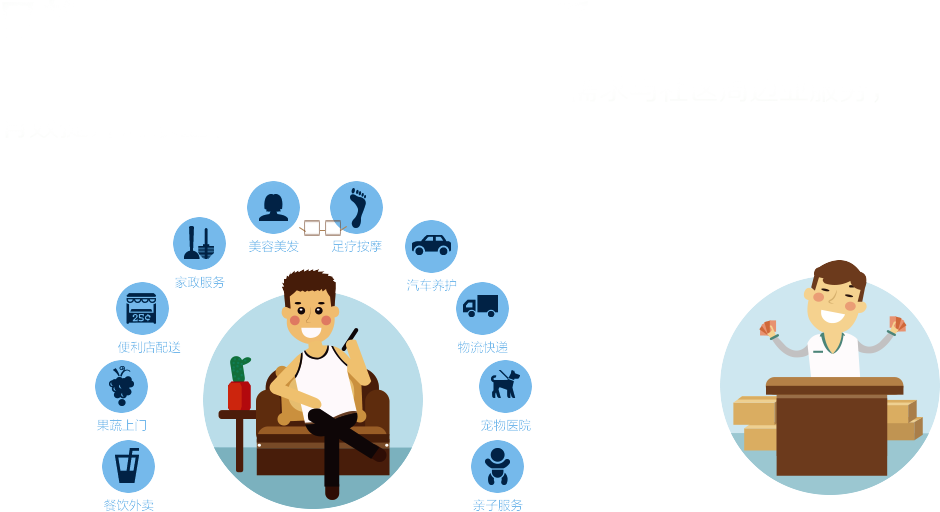 美容美发
足疗按摩
家政服务
汽车养护
25¢
便利店配送
物流快递
果蔬上门
宠物医院
餐饮外卖
亲子服务